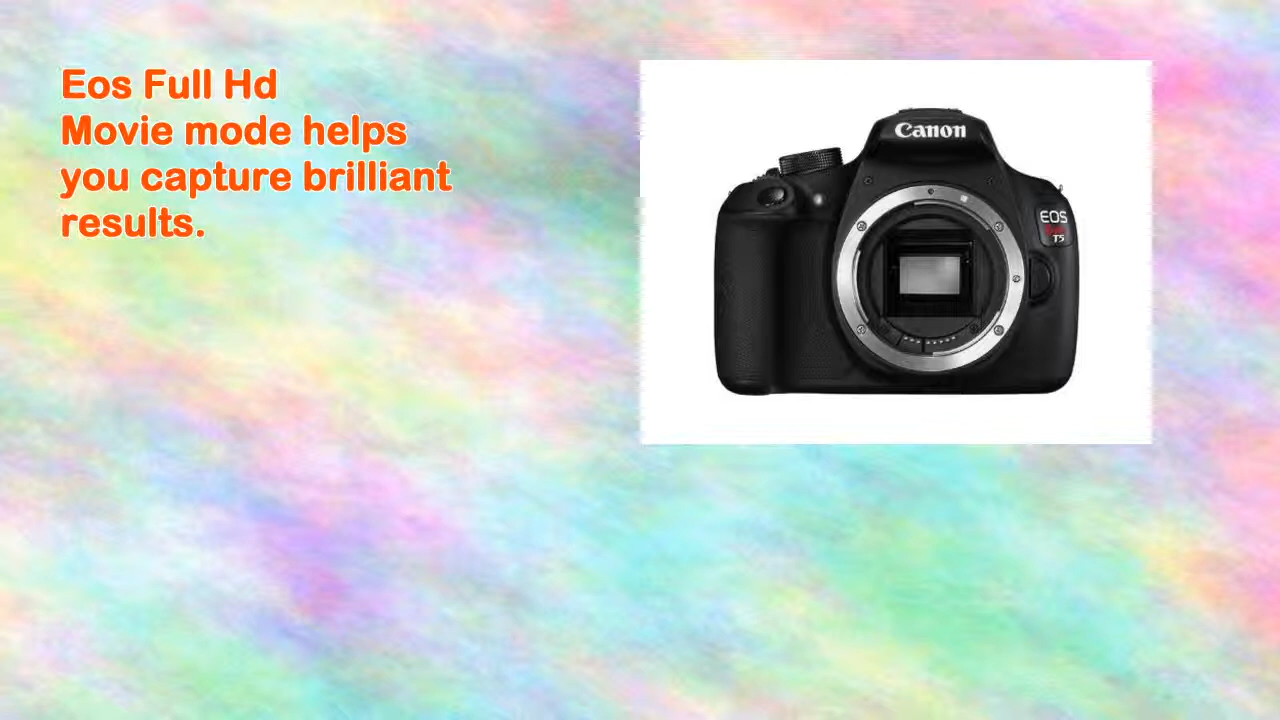 Eos Full Hd
Movie mode helps
you capture brilliant
results.
Canon
EOS
T5